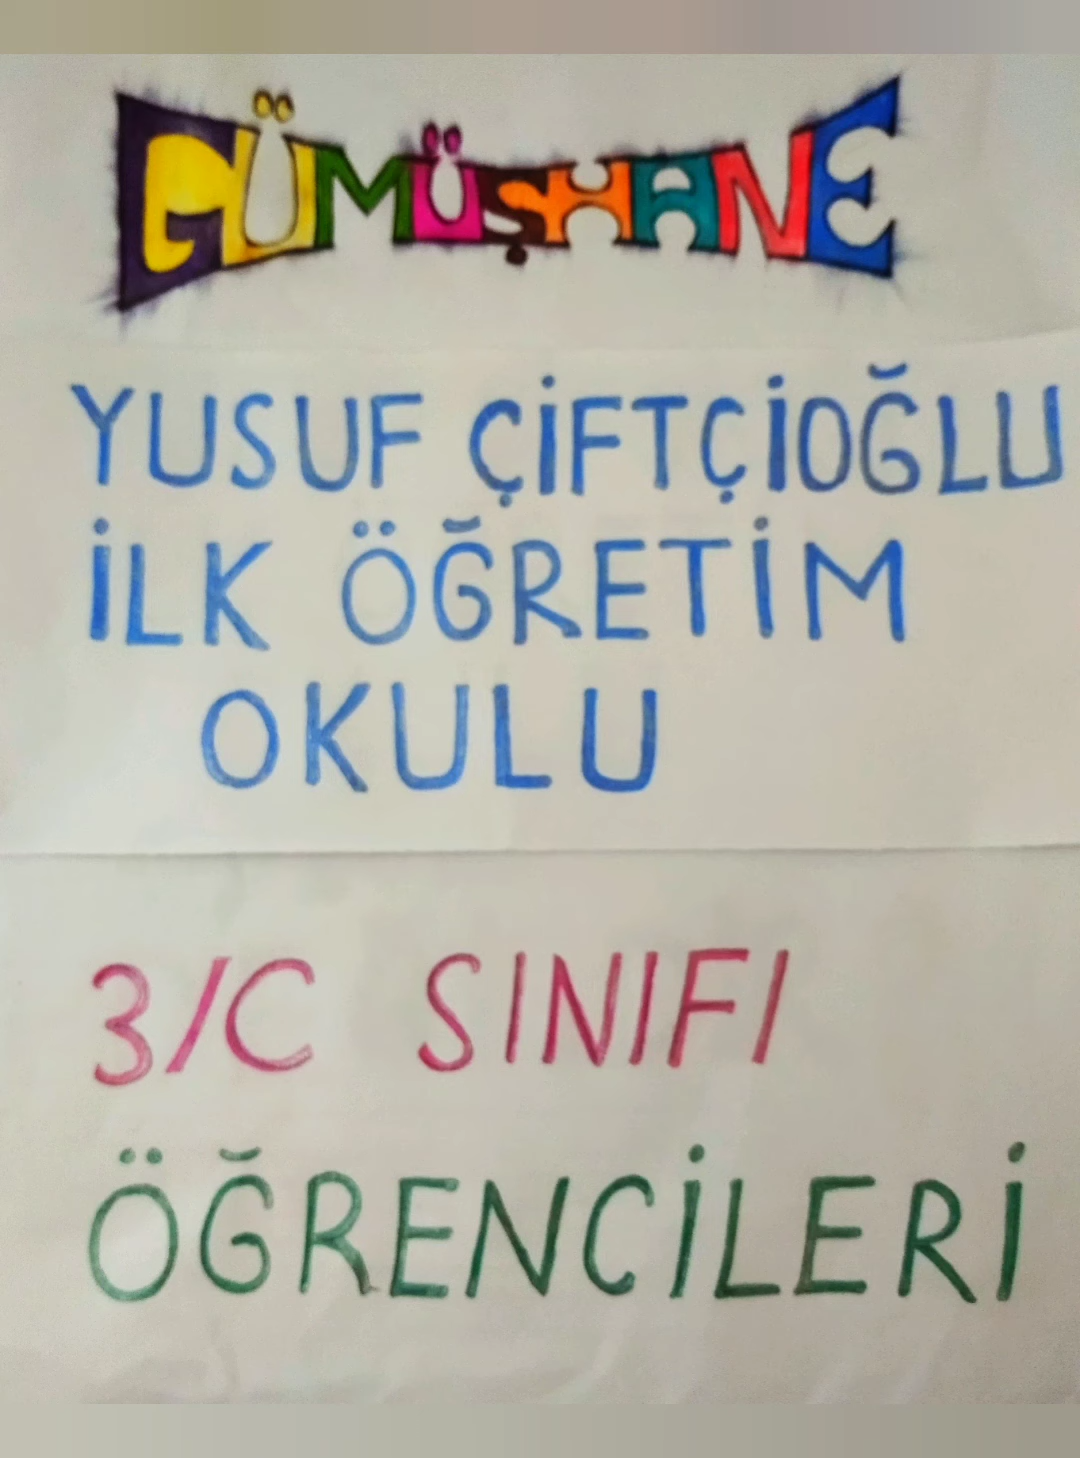 GÜMÜŞHANE
YUSUF ÇİFTÇİOĞLU
İLK ÖĞRETİM
OKULU
3/C SINIFI
ÖĞRENCİLERİ